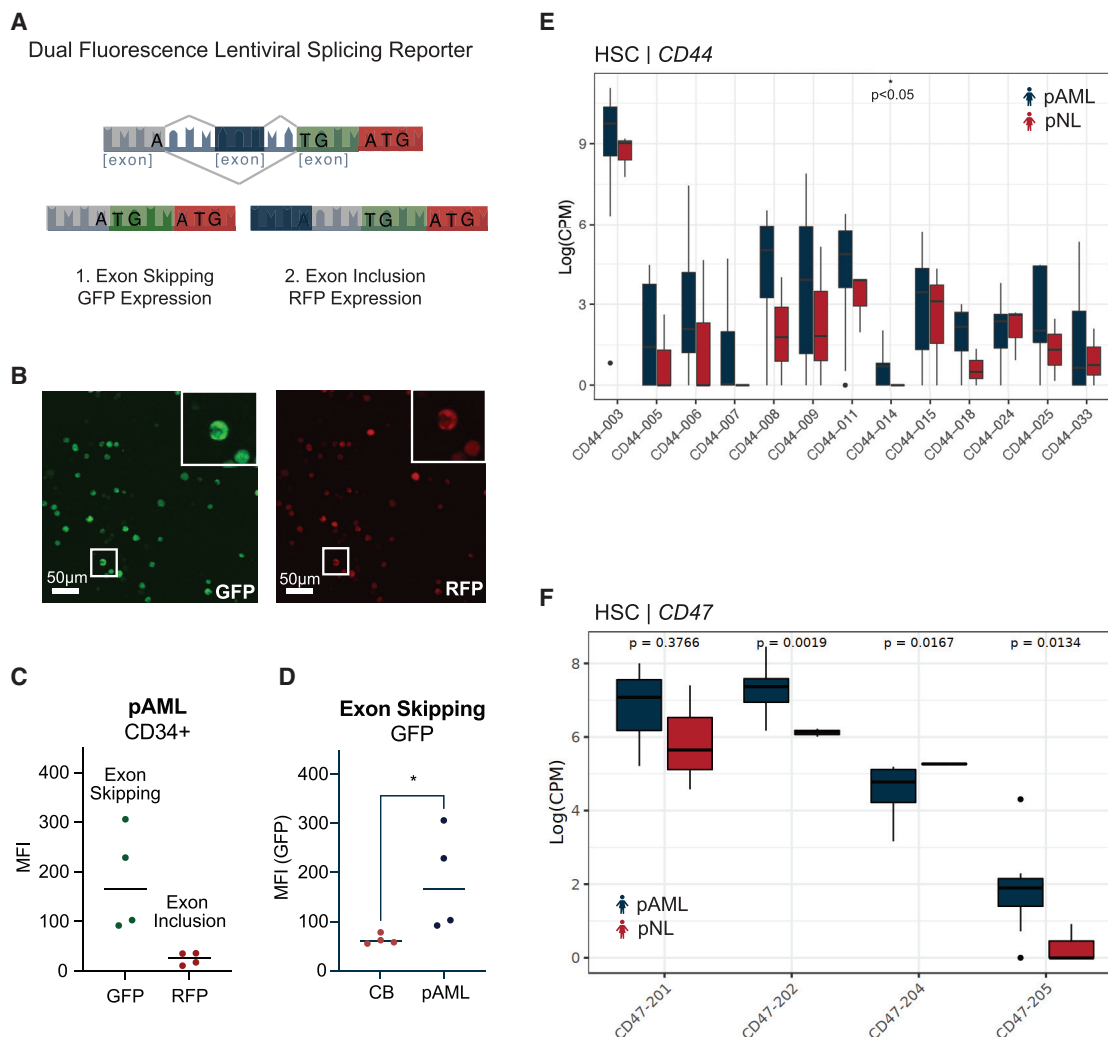 A
Dual Fluorescence Lentiviral Splicing Reporter
A TG ATG
[exon] [exon] [exon]
ATG ATG
A TG ATG
1. Exon Skipping
GFP Expression
2. Exon Inclusion
RFP Expression
B
50µm
GFP
50µm
RFP
C
pAML
CD34+
MFI
400
300
200
100
0
Exon
Skipping
Exon
Inclusion
GFP
RFP
D
Exon Skipping
GFP
MFI (GFP)
400
300
200
100
0
*
CB
pAML
E
HSC | CD44
*
p<0.05
pAML
pNL
Log(CPM)
9
6
3
0
CD44-003
CD44-005
CD44-006
CD44-007
CD44-008
CD44-009
CD44-011
CD44-014
CD44-015
CD44-018
CD44-024
CD44-025
CD44-033
F
HSC | CD47
p = 0.3766
p = 0.0019
p = 0.0167
p = 0.0134
Log(CPM)
8
6
4
2
0
pAML
pNL
CD47-201
CD47-202
CD47-204
CD47-205